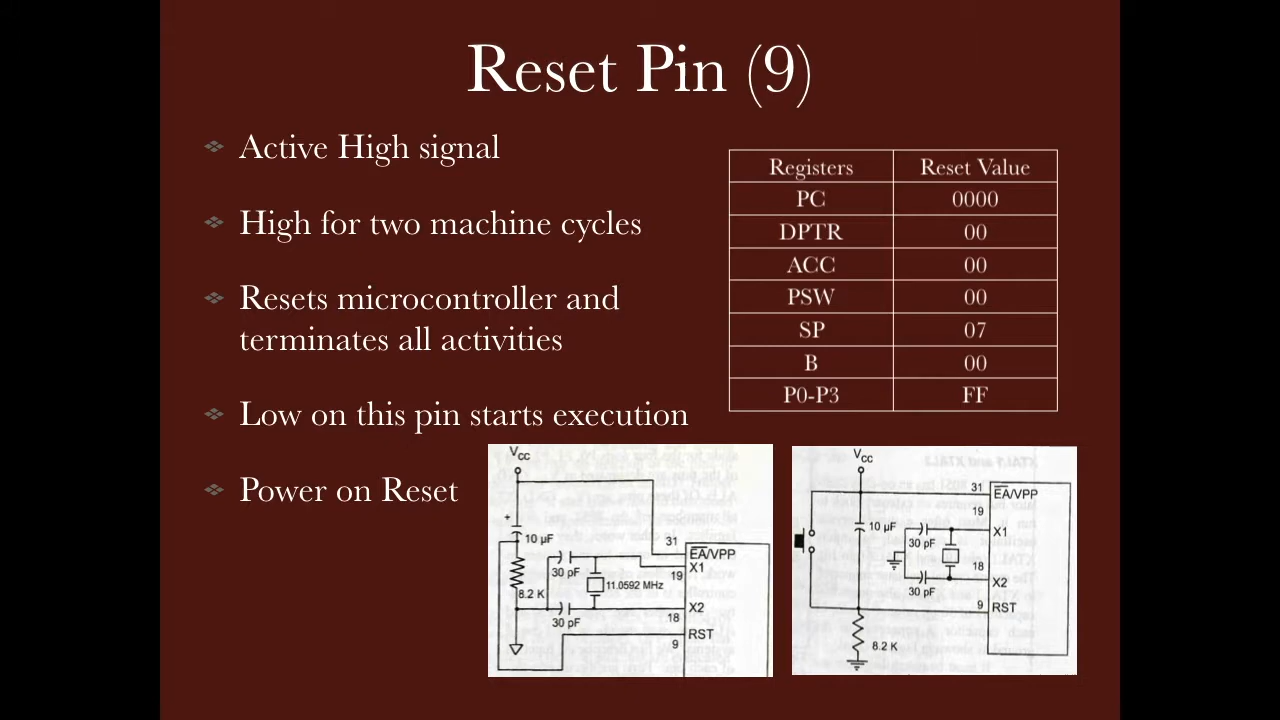 Reset Pin (9)
Active High signal
High for two machine cycles
Resets microcontroller and
terminates all activities
Low on this pin starts execution
Power on Reset
Registers Reset Value
PC 0000
DPTR 00
ACC 00
PSW 00
SP 07
B 00
P0-P3 FF
Vcc
+
10 µF
8.2 K
30 pF
30 pF
11.0592 MHz
31
EA/VPP
X1
19
X2
18
RST
9
Vcc
31
EA/VPP
19
X1
10 µF
30 pF
18
X2
30 pF
9
RST
8.2 K